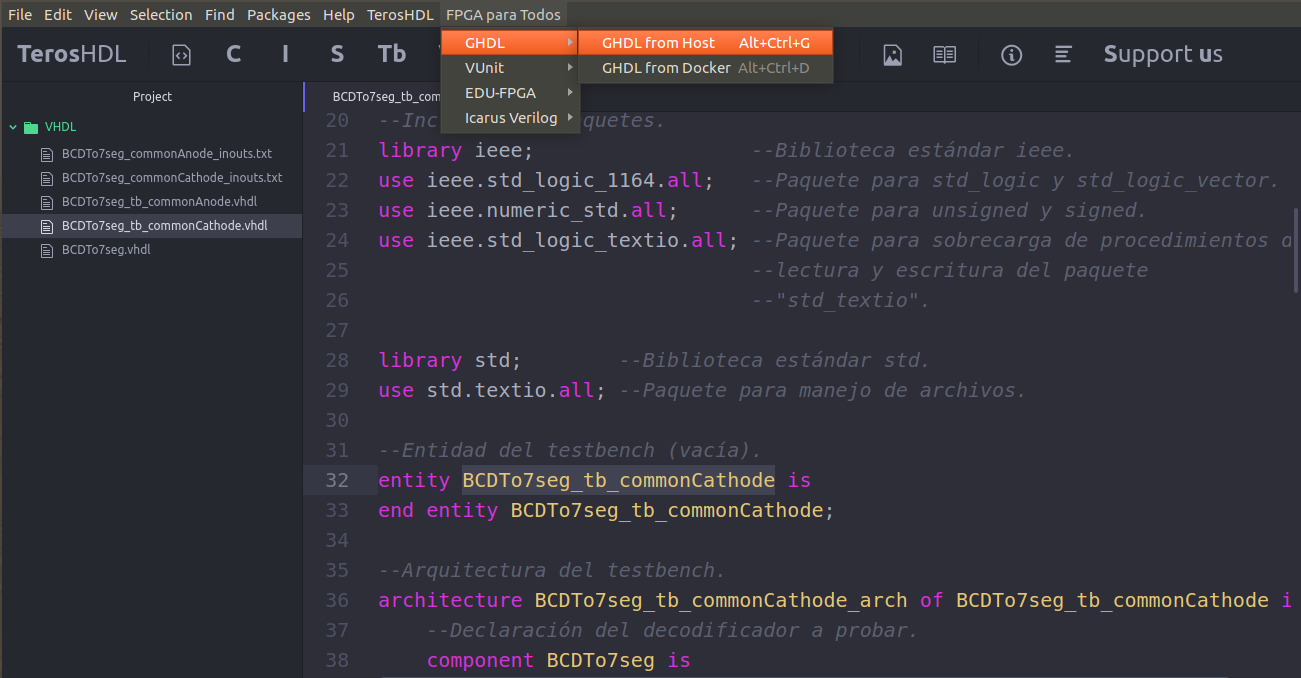 File Edit View Selection Find Packages Help TerosHDL FPGA para Todos
TerosHDL C I S Tb Support us
GHDL
VUnit
EDU-FPGA
Icarus Verilog
GHDL from Host Alt+Ctrl+G
GHDL from Docker Alt+Ctrl+D
Project
VHDL
BCDTo7seg_commonAnode_inouts.txt
BCDTo7seg_commonCathode_inouts.txt
BCDTo7seg_tb_commonAnode.vhdl
BCDTo7seg_tb_commonCathode.vhdl
BCDTo7seg.vhdl
BCDTo7seg_tb_com
20 --Inc quetes.
21 library ieee; --Biblioteca estándar ieee.
22 use ieee.std_logic_1164.all; --Paquete para std_logic y std_logic_vector.
23 use ieee.numeric_std.all; --Paquete para unsigned y signed.
24 use ieee.std_logic_textio.all; --Paquete para sobrecarga de procedimientos d
25 --lectura y escritura del paquete
26 --"std_textio".
27
28 library std; --Biblioteca estándar std.
29 use std.textio.all; --Paquete para manejo de archivos.
30
31 --Entidad del testbench (vacía).
32 entity BCDTo7seg_tb_commonCathode is
33 end entity BCDTo7seg_tb_commonCathode;
34
35 --Arquitectura del testbench.
36 architecture BCDTo7seg_tb_commonCathode_arch of BCDTo7seg_tb_commonCathode i
37 --Declaración del decodificador a probar.
38 component BCDTo7seg is